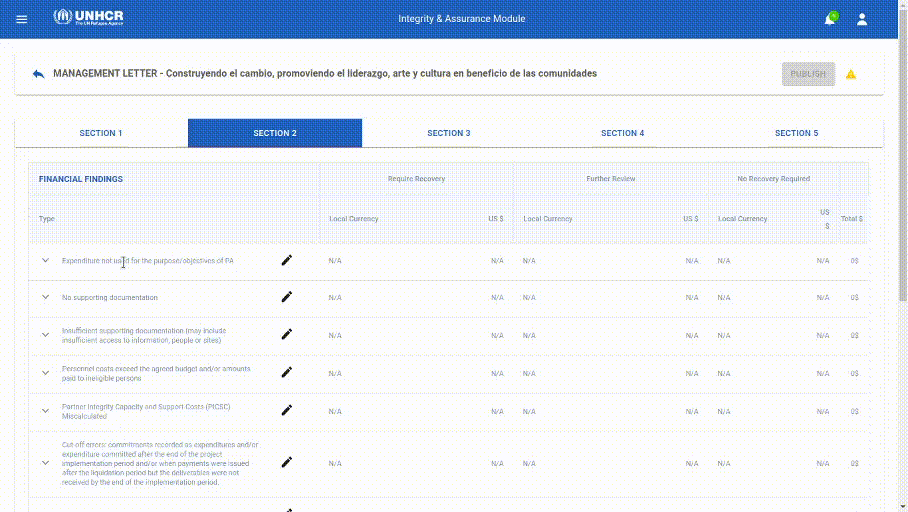 UNHCR
The UN Refugee Agency
Integrity & Assurance Module
MANAGEMENT LETTER - Construyendo el cambio, promoviendo el liderazgo, arte y cultura en beneficio de las comunidades
PUBLISH
SECTION 1 SECTION 2 SECTION 3 SECTION 4 SECTION 5
FINANCIAL FINDINGS Require Recovery Further Review No Recovery Required
Type Local Currency US $ Local Currency US $ Local Currency US $ Total $
Expenditure not used for the purpose/objectives of PA N/A N/A N/A N/A N/A N/A 0$
No supporting documentation N/A N/A N/A N/A N/A N/A 0$
Insufficient supporting documentation (may include
insufficient access to information, people or sites) N/A N/A N/A N/A N/A N/A 0$
Personnel costs exceed the agreed budget and/or amounts
paid to ineligible persons N/A N/A N/A N/A N/A N/A 0$
Partner Integrity Capacity and Support Costs (PICSC)
Miscalculated N/A N/A N/A N/A N/A N/A 0$
Cut-off errors: commitments recorded as expenditures and/or
expenditure committed after the end of the project
implementation period and/or when payments were issued
after the liquidation period but the deliverables were not
received by the end of the implementation period. N/A N/A N/A N/A N/A N/A 0$